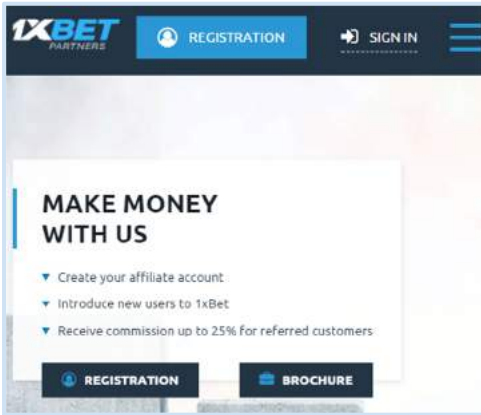 1XBET
PARTNERS
REGISTRATION
SIGN IN
MAKE MONEY
WITH US
Create your affiliate account
Introduce new users to 1xBet
Receive commission up to 25% for referred customers
REGISTRATION
BROCHURE